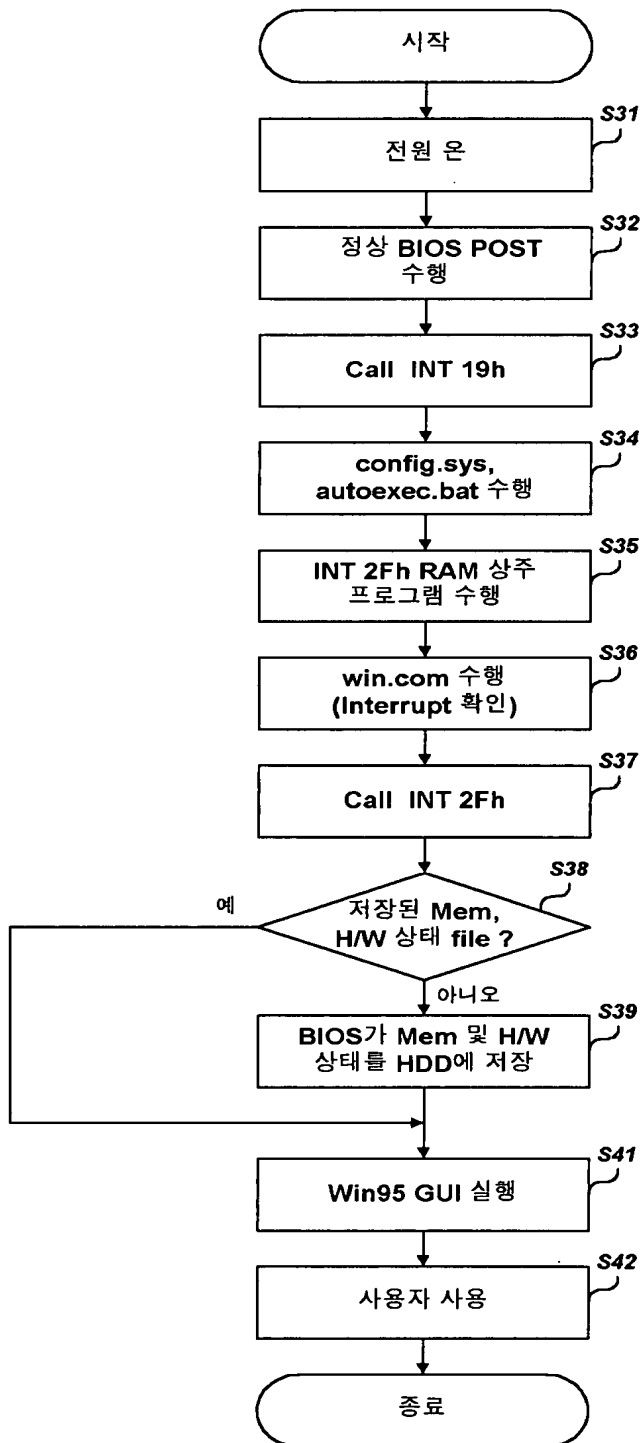 시작
S31
전원 온
S32
정상 BIOS POST
수행
S33
Call INT 19h
S34
config.sys,
autoexec.bat 수행
S35
INT 2Fh RAM 상주
프로그램 수행
S36
win.com 수행
(Interrupt 확인)
S37
Call INT 2Fh
S38
예
저장된 Mem,
H/W 상태 file ?
아니오
S39
BIOS가 Mem 및 H/W
상태를 HDD에 저장
S41
Win95 GUI 실행
S42
사용자 사용
종료